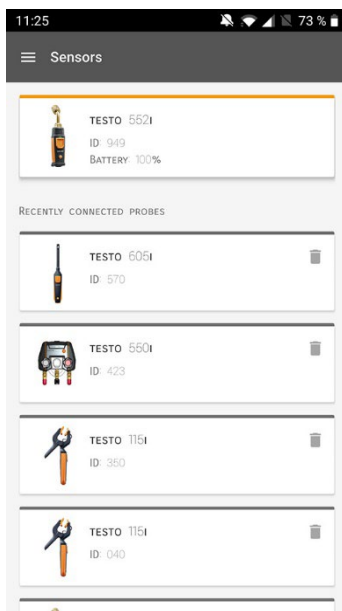 11:25
73 %
Sensors
TESTO 552I
ID: 949
BATTERY: 100%
RECENTLY CONNECTED PROBES
TESTO 605I
ID: 570
TESTO 550I
ID: 423
TESTO 115I
ID: 350
TESTO 115I
ID: 040